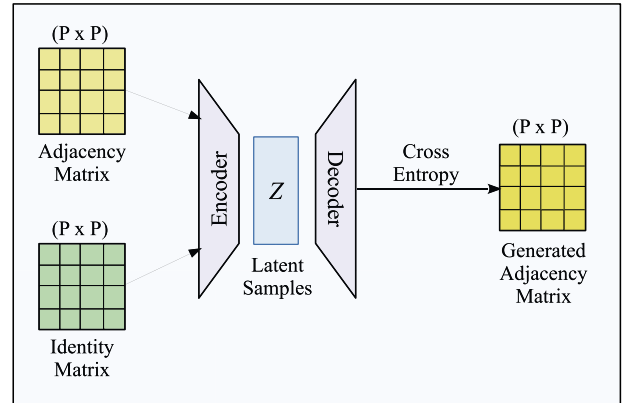 (P x P)
Adjacency
Matrix
(P x P)
Identity
Matrix
Encoder
Z
Latent
Samples
Decoder
Cross
Entropy
(P x P)
Generated
Adjacency
Matrix